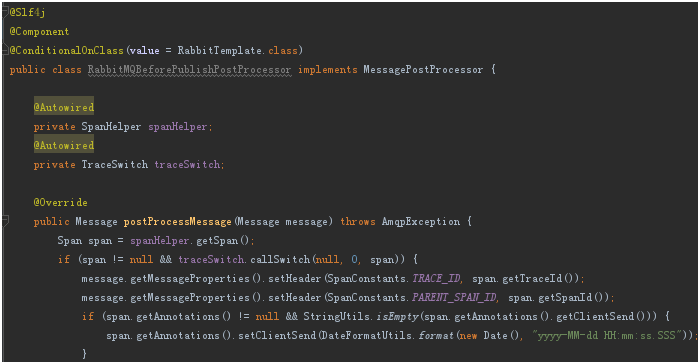 @Slf4j
@Component
@ConditionalOnClass(value = RabbitTemplate.class)
public class RabbitMQBeforePublishPostProcessor implements MessagePostProcessor {
@Autowired
private SpanHelper spanHelper;
@Autowired
private TraceSwitch traceSwitch;
@Override
public Message postProcessMessage(Message message) throws AmqpException {
Span span = spanHelper.getSpan();
if (span != null && traceSwitch.callSwitch(null, 0, span)) {
message.getMessageProperties().setHeader(SpanConstants.TRACE_ID, span.getTraceId());
message.getMessageProperties().setHeader(SpanConstants.PARENT_SPAN_ID, span.getSpanId());
if (span.getAnnotations() != null && StringUtils.isEmpty(span.getAnnotations().getClientSend())) {
span.getAnnotations().setClientSend(DateFormatUtils.format(new Date(), "yyyy-MM-dd HH:mm:ss.SSS"));
}